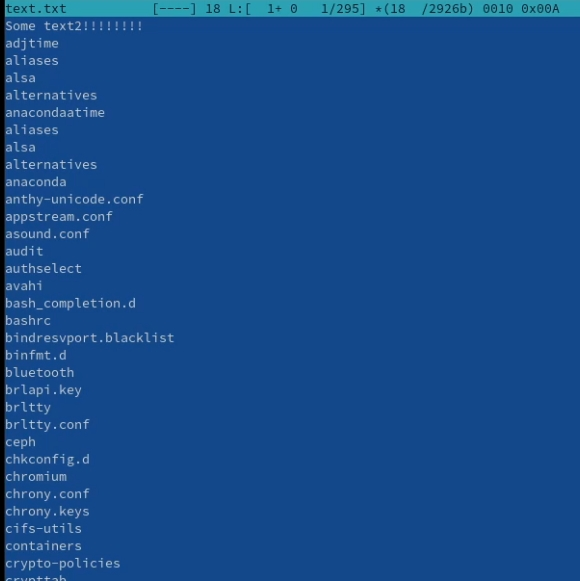 text.txt [----] 18 L:[ 1+ 0 1/295] *(18 /2926b) 0010 0x00A
Some text2!!!!!!!!
adjtime
aliases
alsa
alternatives
anacondaatime
aliases
alsa
alternatives
anaconda
anthy-unicode.conf
appstream.conf
asound.conf
audit
authselect
avahi
bash_completion.d
bashrc
bindresvport.blacklist
binfmt.d
bluetooth
brlapi.key
brltty
brltty.conf
ceph
chkconfig.d
chromium
chrony.conf
chrony.keys
cifs-utils
containers
crypto-policies
crypttab